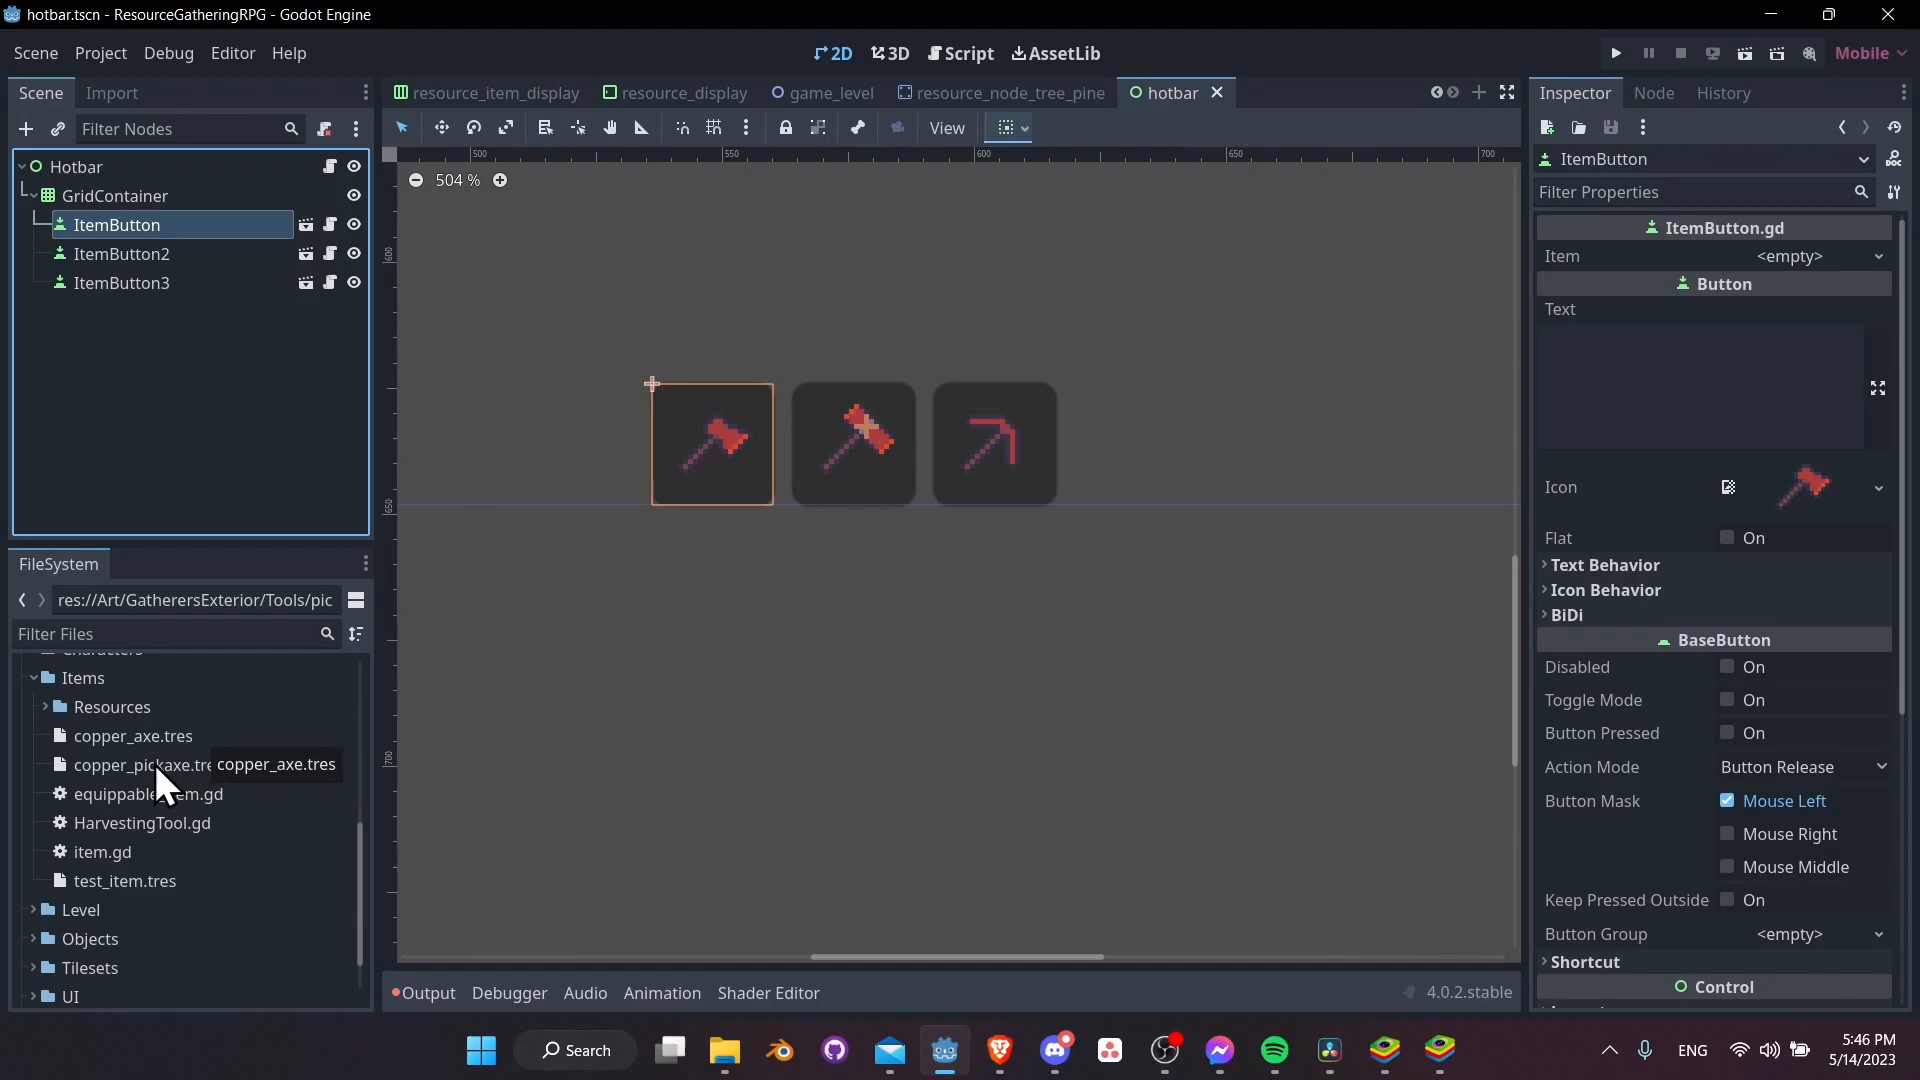 hotbar.tscn - ResourceGatheringRPG - Godot Engine
Scene Project Debug Editor Help
2D 3D Script AssetLib
Mobile
Scene Import
resource_item_display resource_display game_level resource_node_tree_pine hotbar
Inspector Node History
Filter Nodes
View
Hotbar
GridContainer
ItemButton
ItemButton2
ItemButton3
500 550 600 650 700
504 %
600
650
700
ItemButton
Filter Properties
ItemButton.gd
Item <empty>
Button
Text
Icon
Flat On
Text Behavior
Icon Behavior
BiDi
BaseButton
Disabled On
Toggle Mode On
Button Pressed On
Action Mode Button Release
Button Mask Mouse Left
Mouse Right
Mouse Middle
Keep Pressed Outside On
Button Group <empty>
Shortcut
Control
FileSystem
res://Art/GatherersExterior/Tools/pic
Filter Files
Items
Resources
copper_axe.tres
copper_pickaxe.tre
copper_axe.tres
HarvestingTool.gd
item.gd
test_item.tres
Level
Objects
Tilesets
UI
Output Debugger Audio Animation Shader Editor
4.0.2.stable
Search
ENG
5:46 PM
5/14/2023